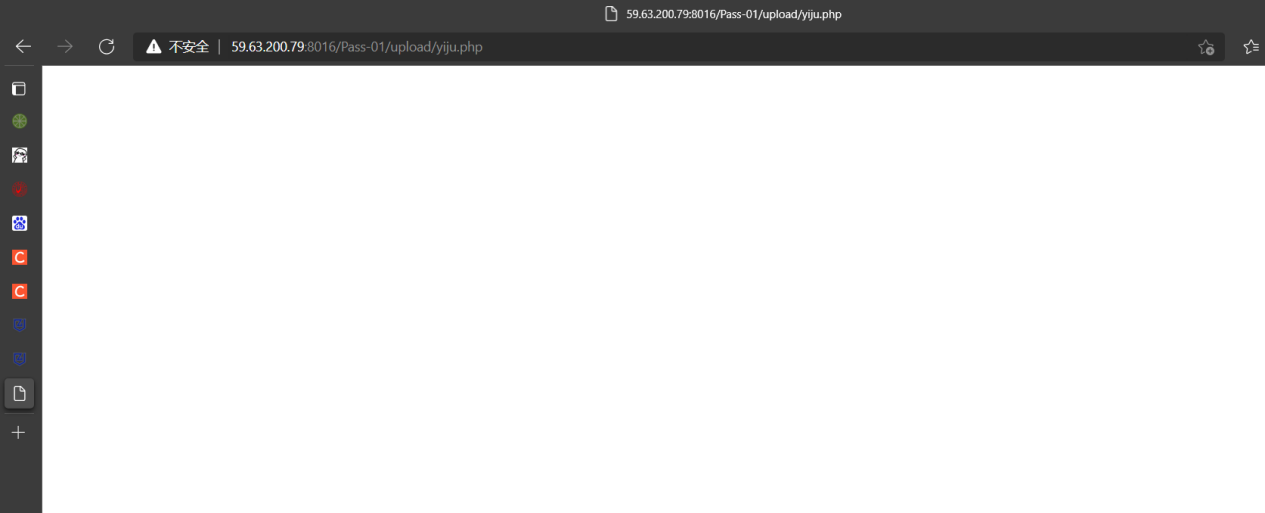 59.63.200.79:8016/Pass-01/upload/yiju.php
不安全 | 59.63.200.79:8016/Pass-01/upload/yiju.php
C
C